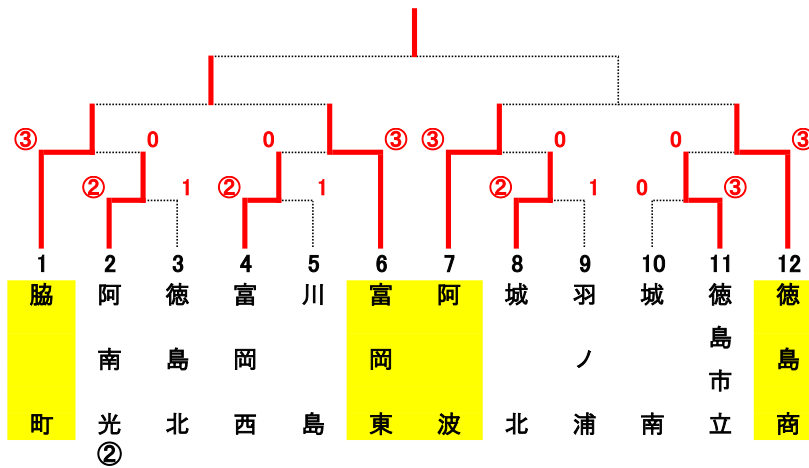 ③ 0 0 ③ ③ 0 0 ③
② 1 ② 1 ② 1 0 ③
1 2 3 4 5 6 7 8 9 10 11 12
脇町
阿南光②
徳島北
富岡西
川島
富岡東
阿波
城北
羽ノ浦
城南
徳島市立
徳島商